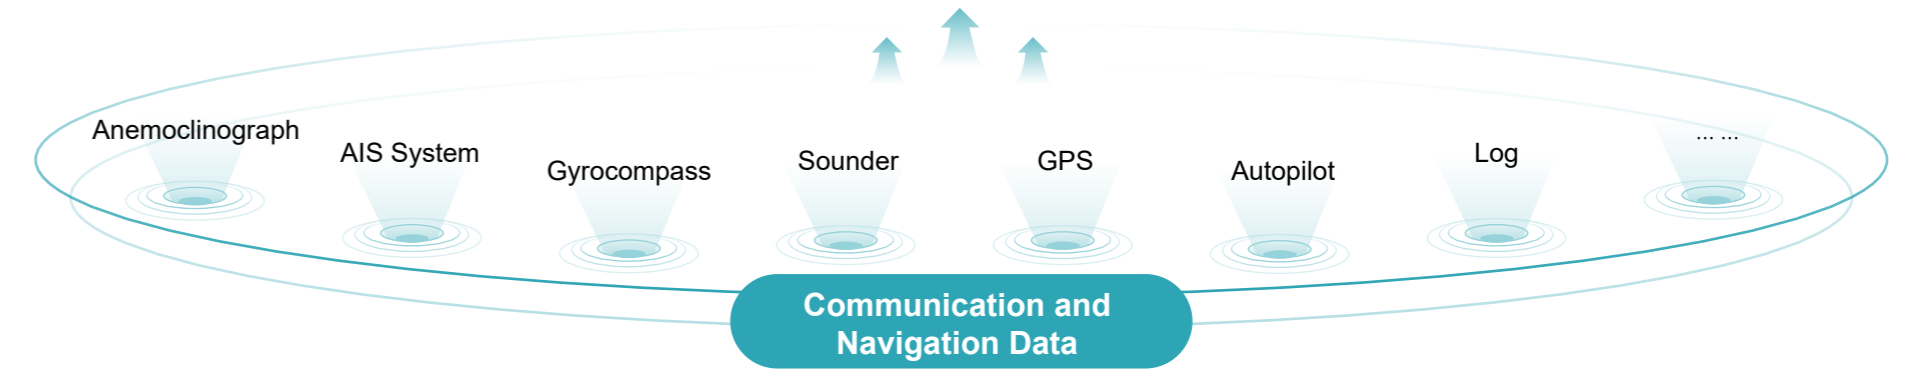 Anemoclinograph
AIS System
Gyrocompass
Sounder
GPS
Autopilot
Log
... ...
Communication and
Navigation Data